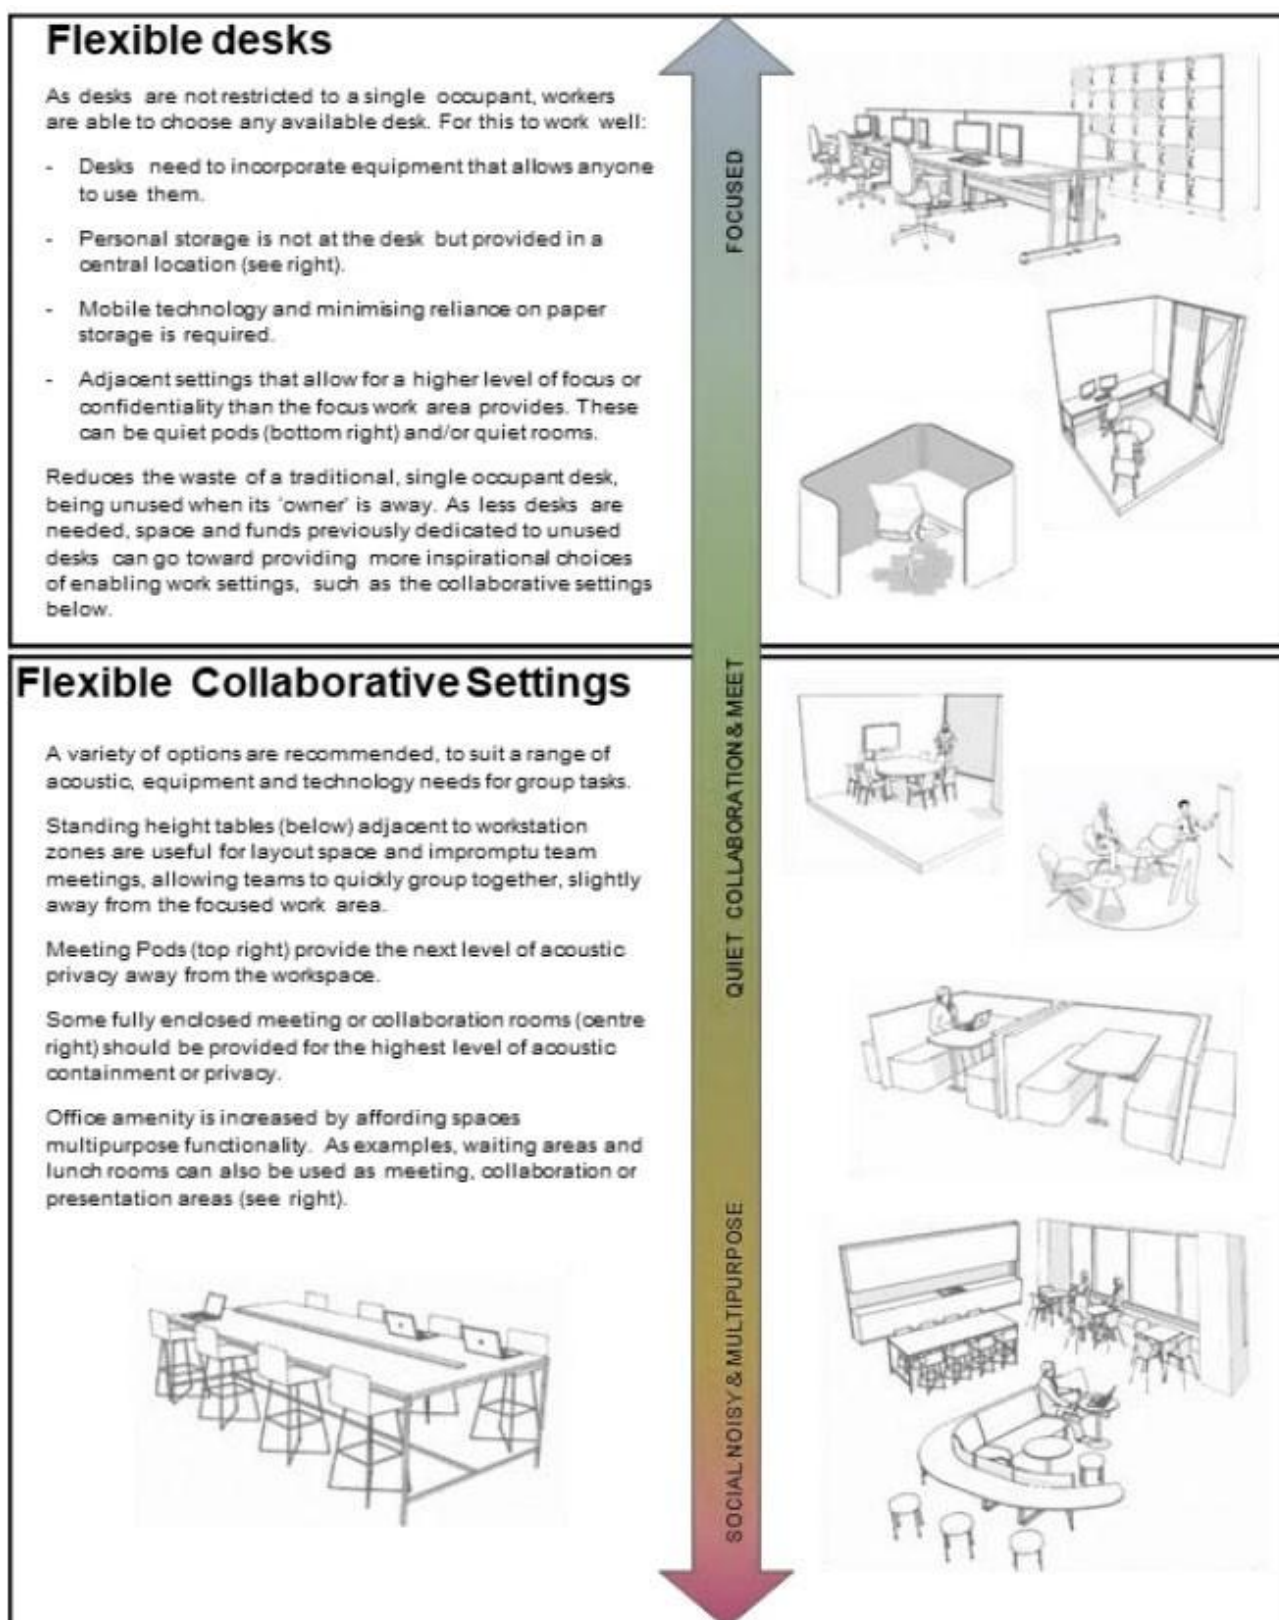 Flexible desks
As desks are not restricted to a single occupant, workers
are able to choose any available desk. For this to work well:
- Desks need to incorporate equipment that allows anyone
to use them.
- Personal storage is not at the desk but provided in a
central location (see right).
- Mobile technology and minimising reliance on paper
storage is required.
- Adjacent settings that allow for a higher level of focus or
confidentiality than the focus work area provides. These
can be quiet pods (bottom right) and/or quiet rooms.
Reduces the waste of a traditional, single occupant desk,
being unused when its 'owner' is away. As less desks are
needed, space and funds previously dedicated to unused
desks can go toward providing more inspirational choices
of enabling work settings, such as the collaborative settings
below.
FOCUSED
Flexible Collaborative Settings
A variety of options are recommended, to suit a range of
acoustic, equipment and technology needs for group tasks.
Standing height tables (below) adjacent to workstation
zones are useful for layout space and impromptu team
meetings, allowing teams to quickly group together, slightly
away from the focused work area.
Meeting Pods (top right) provide the next level of acoustic
privacy away from the workspace.
Some fully enclosed meeting or collaboration rooms (centre
right) should be provided for the highest level of acoustic
containment or privacy.
Office amenity is increased by affording spaces
multipurpose functionality. As examples, waiting areas and
lunch rooms can also be used as meeting, collaboration or
presentation areas (see right).
QUIET COLLABORATION & MEET
SOCIAL NOISY & MULTIPURPOSE